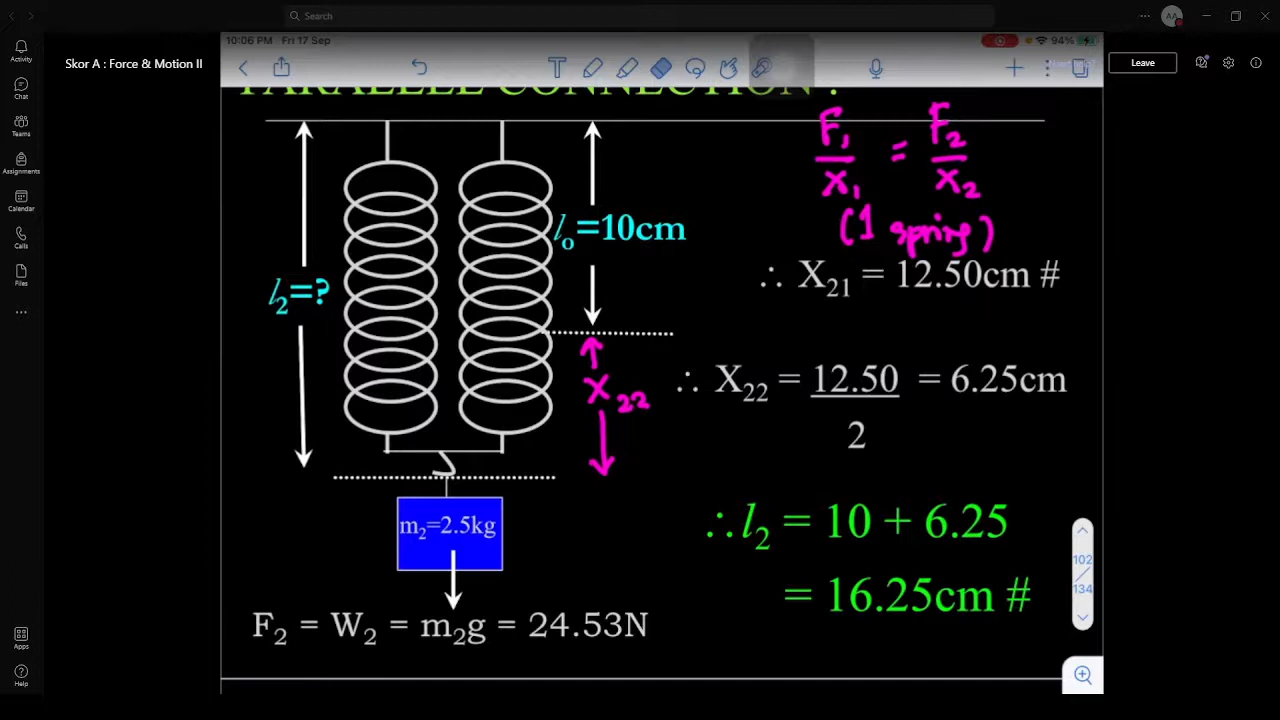 Search
AA
10:06 PM Fri 17 Sep
94%
Skor A : Force & Motion II
Leave
Activity
Chat
Teams
Assignments
Calendar
Calls
Files
Apps
Help
PARALLEL CONNECTION :
F₁/X₁ = F₂/X₂
(1 spring)
l₀=10cm
l₂=?
∴ X₂₁ = 12.50cm #
X₂₂
∴ X₂₂ = 12.50 = 6.25cm
2
m₂=2.5kg
∴ l₂ = 10 + 6.25
= 16.25cm #
F₂ = W₂ = m₂g = 24.53N
102
134